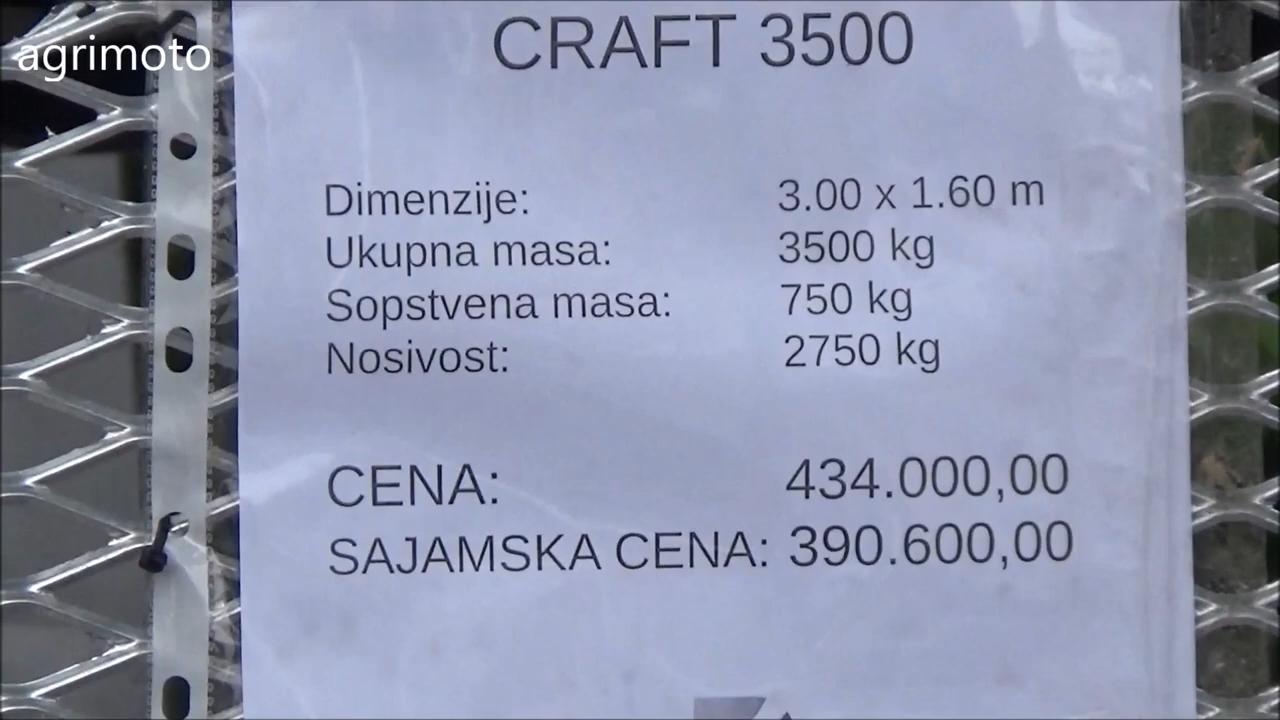 agrimoto
CRAFT 3500
Dimenzije: 3.00 x 1.60 m
Ukupna masa: 3500 kg
Sopstvena masa: 750 kg
Nosivost: 2750 kg
CENA: 434.000,00
SAJAMSKA CENA: 390.600,00